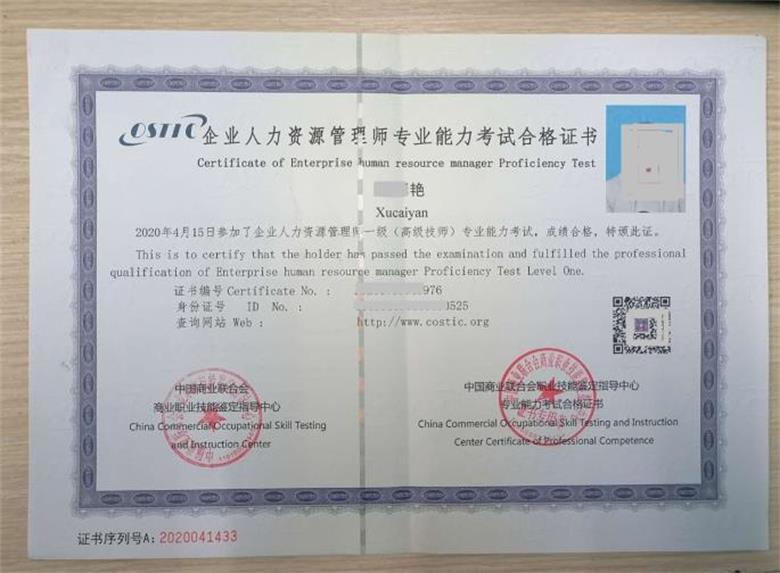 OSTIC 企业人力资源管理师专业能力考试合格证书
Certificate of Enterprise human resource manager Proficiency Test
艳
Xucaiyan
2020年4月15日参加了企业人力资源管理师一级（高级技师）专业能力考试，成绩合格，特颁此证。
This is to certify that the holder has passed the examination and fulfilled the professional
qualification of Enterprise human resource manager Proficiency Test Level One.
证书编号 Certificate No. : 976
身份证号 ID No. : 0525
查询网站 Web : http://www.costic.org
中国商业联合会
商业职业技能鉴定指导中心
China Commercial Occupational Skill Testing
and Instruction Center
中国商业联合会职业技能鉴定指导中心
专业能力考试合格证书
China Commercial Occupational Skill Testing and Instruction
Center Certificate of Professional Competence
证书序列号A: 2020041433